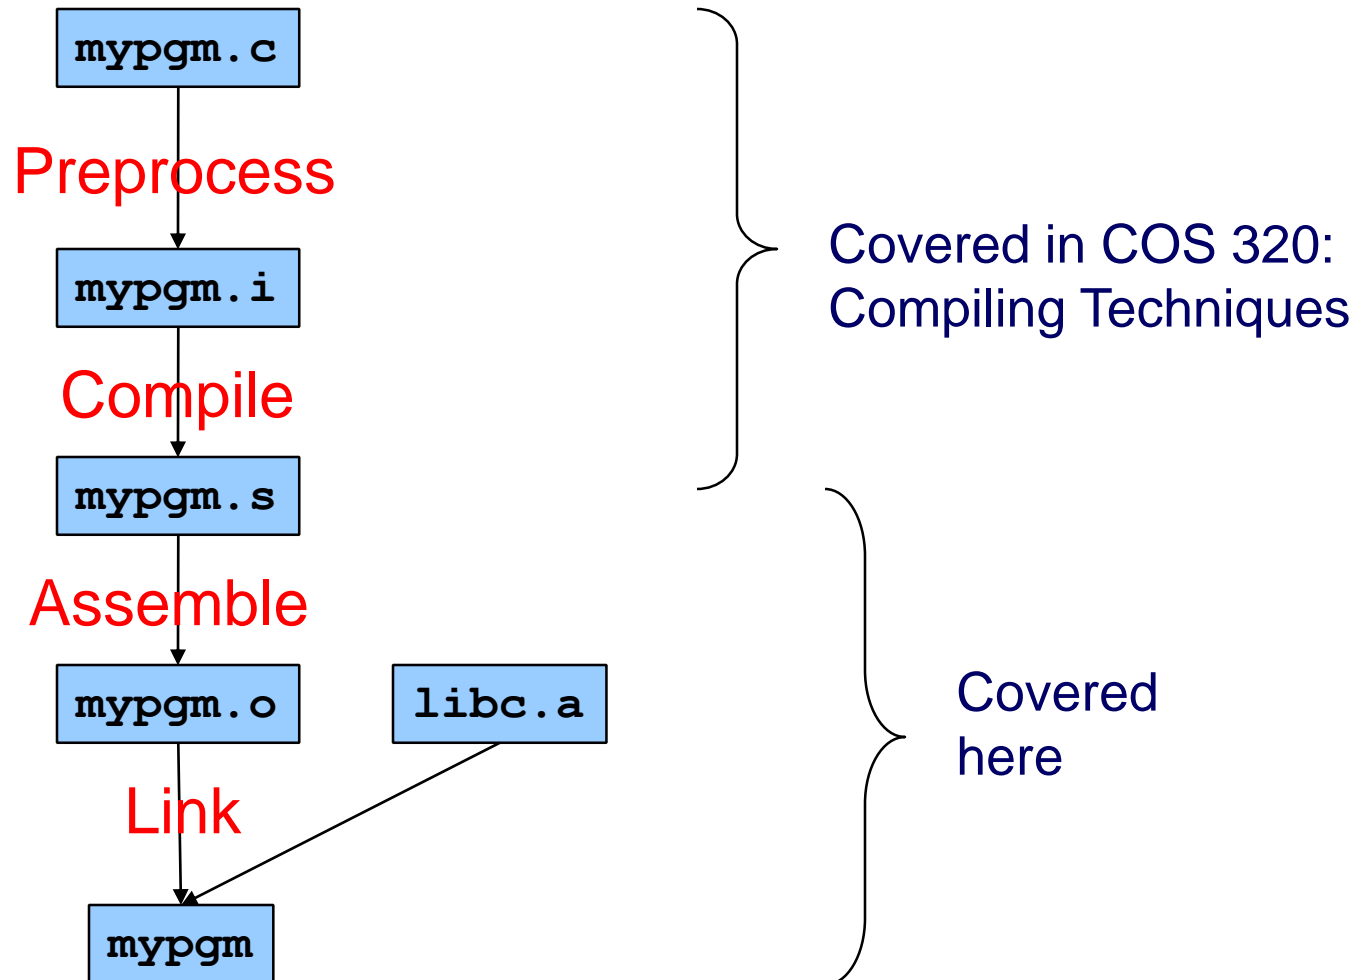 mypgm.c
Preprocess
mypgm.i
Covered in COS 320:
Compiling Techniques
Compile
mypgm.s
Assemble
mypgm.o
libc.a
Covered
here
Link
mypgm